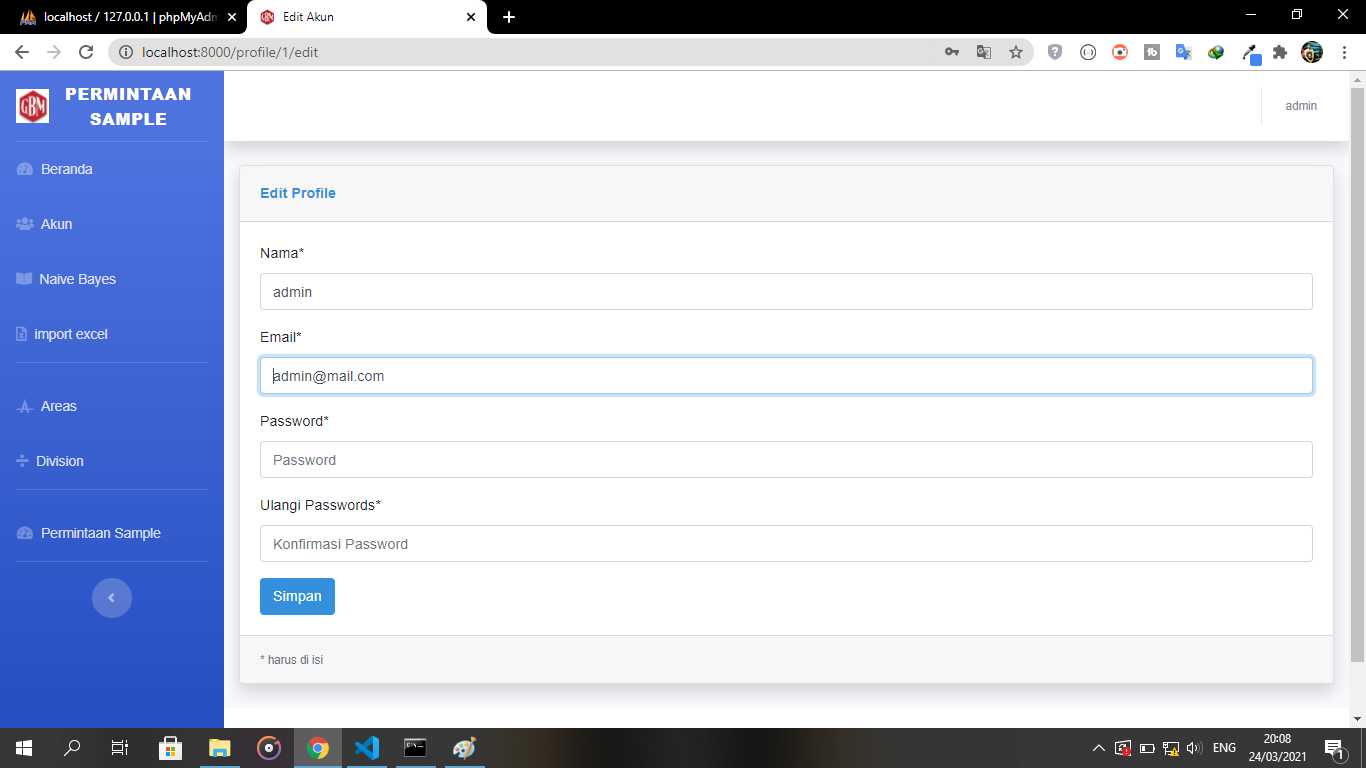 localhost / 127.0.0.1 | phpMyAdm
Edit Akun
localhost:8000/profile/1/edit
GBM
PERMINTAAN
SAMPLE
admin
Beranda
Akun
Naive Bayes
import excel
Areas
Division
Permintaan Sample
Edit Profile
Nama*
admin
Email*
admin@mail.com
Password*
Password
Ulangi Passwords*
Konfirmasi Password
Simpan
* harus di isi
ENG
20:08
24/03/2021
1